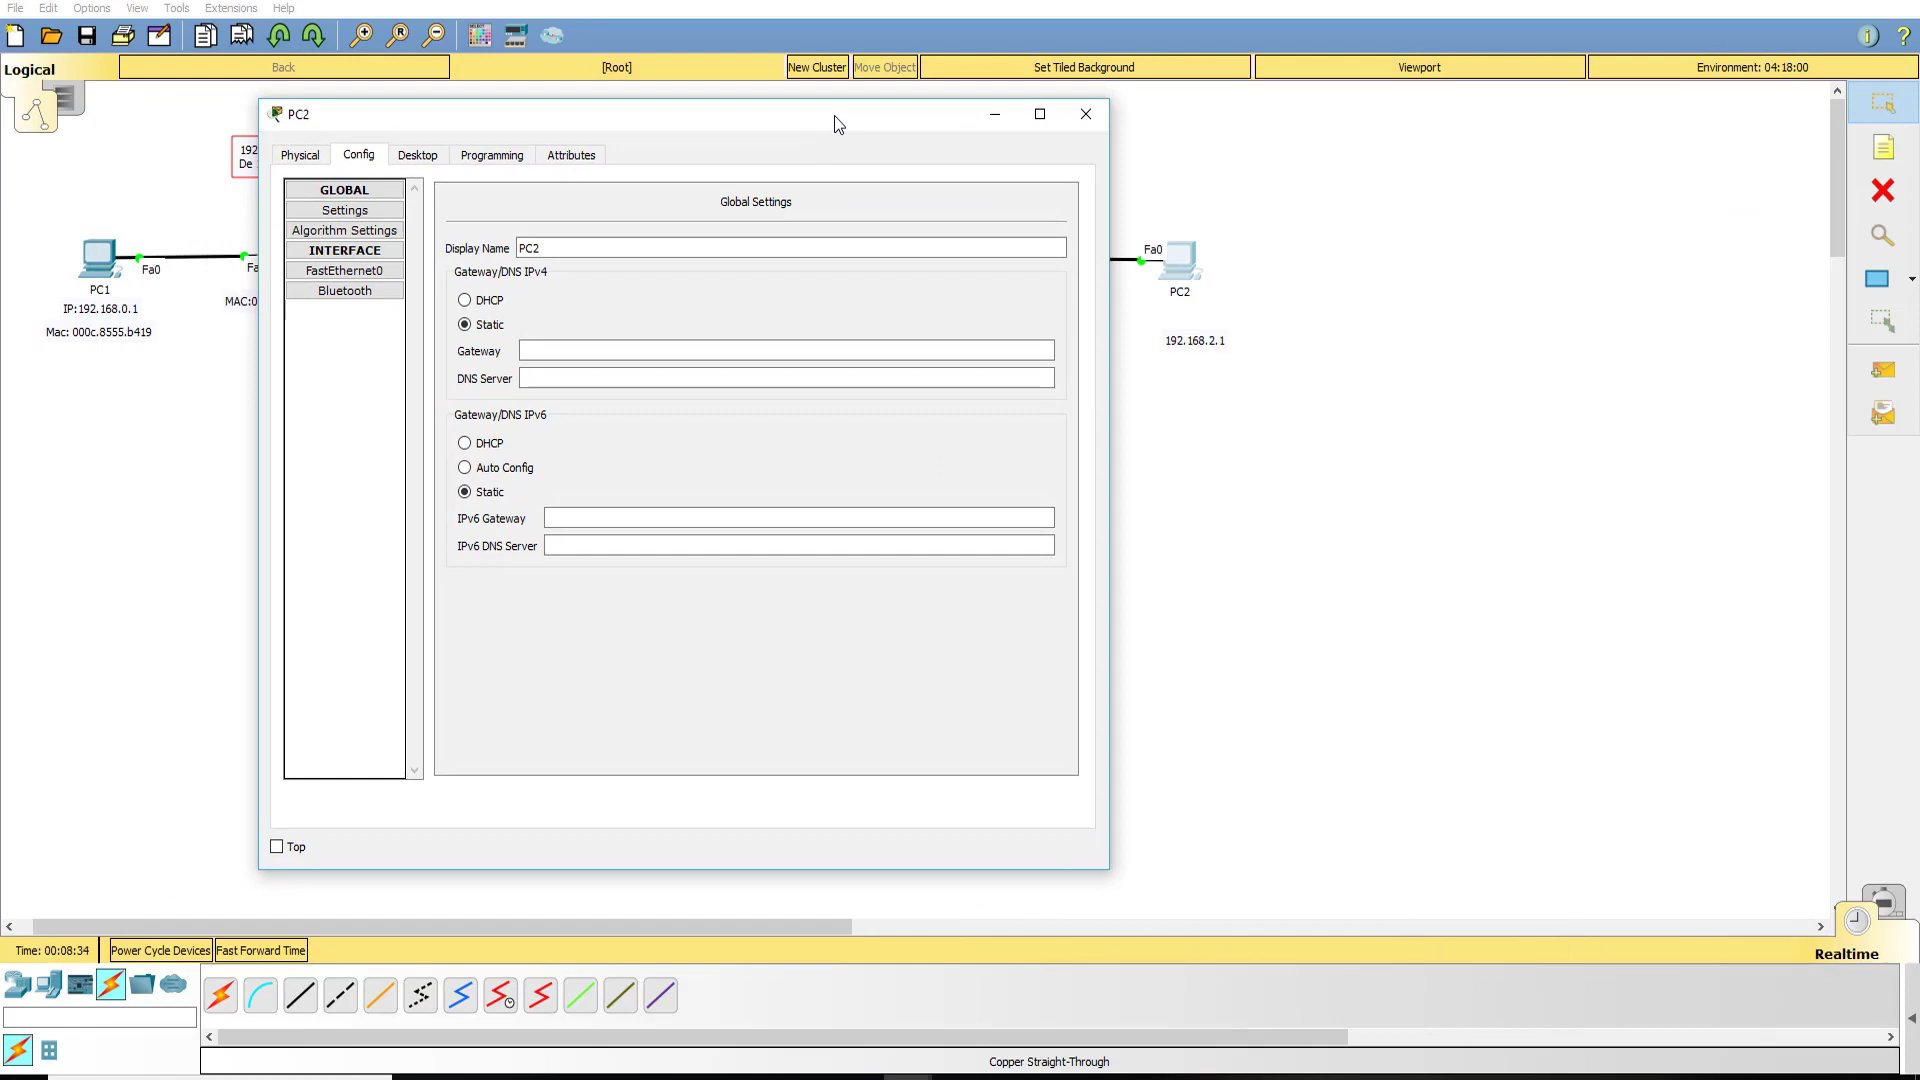 File Edit Options View Tools Extensions Help
Logical
Back
[Root]
New Cluster
Move Object
Set Tiled Background
Viewport
Environment: 04:18:00
PC2
192
De
Physical
Config
Desktop
Programming
Attributes
GLOBAL
Settings
Algorithm Settings
INTERFACE
FastEthernet0
Bluetooth
Global Settings
Display Name PC2
Gateway/DNS IPv4
DHCP
Static
Gateway
DNS Server
Gateway/DNS IPv6
DHCP
Auto Config
Static
IPv6 Gateway
IPv6 DNS Server
Top
Fa0
Fa
PC1
IP:192.168.0.1
MAC:0
Mac: 000c.8555.b419
Fa0
PC2
192.168.2.1
Time: 00:08:34
Power Cycle Devices
Fast Forward Time
Realtime
Copper Straight-Through